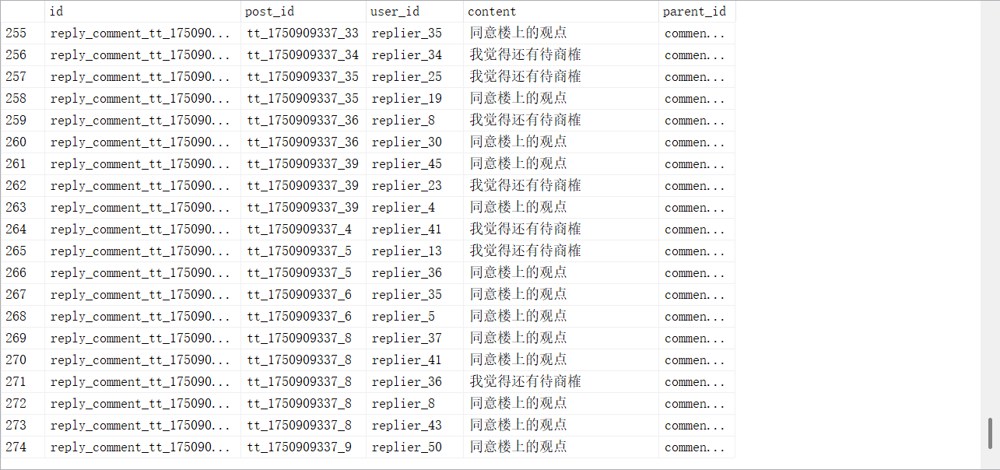 id post_id user_id content parent_id
255 reply_comment_tt_175090... tt_1750909337_33 replier_35 同意楼上的观点 commen...
256 reply_comment_tt_175090... tt_1750909337_34 replier_34 我觉得还有待商榷 commen...
257 reply_comment_tt_175090... tt_1750909337_35 replier_25 我觉得还有待商榷 commen...
258 reply_comment_tt_175090... tt_1750909337_35 replier_19 同意楼上的观点 commen...
259 reply_comment_tt_175090... tt_1750909337_36 replier_8 我觉得还有待商榷 commen...
260 reply_comment_tt_175090... tt_1750909337_36 replier_30 同意楼上的观点 commen...
261 reply_comment_tt_175090... tt_1750909337_39 replier_45 同意楼上的观点 commen...
262 reply_comment_tt_175090... tt_1750909337_39 replier_23 我觉得还有待商榷 commen...
263 reply_comment_tt_175090... tt_1750909337_39 replier_4 同意楼上的观点 commen...
264 reply_comment_tt_175090... tt_1750909337_4 replier_41 我觉得还有待商榷 commen...
265 reply_comment_tt_175090... tt_1750909337_5 replier_13 我觉得还有待商榷 commen...
266 reply_comment_tt_175090... tt_1750909337_5 replier_36 同意楼上的观点 commen...
267 reply_comment_tt_175090... tt_1750909337_6 replier_35 同意楼上的观点 commen...
268 reply_comment_tt_175090... tt_1750909337_6 replier_5 同意楼上的观点 commen...
269 reply_comment_tt_175090... tt_1750909337_8 replier_37 同意楼上的观点 commen...
270 reply_comment_tt_175090... tt_1750909337_8 replier_41 同意楼上的观点 commen...
271 reply_comment_tt_175090... tt_1750909337_8 replier_36 我觉得还有待商榷 commen...
272 reply_comment_tt_175090... tt_1750909337_8 replier_8 同意楼上的观点 commen...
273 reply_comment_tt_175090... tt_1750909337_8 replier_43 同意楼上的观点 commen...
274 reply_comment_tt_175090... tt_1750909337_9 replier_50 同意楼上的观点 commen...